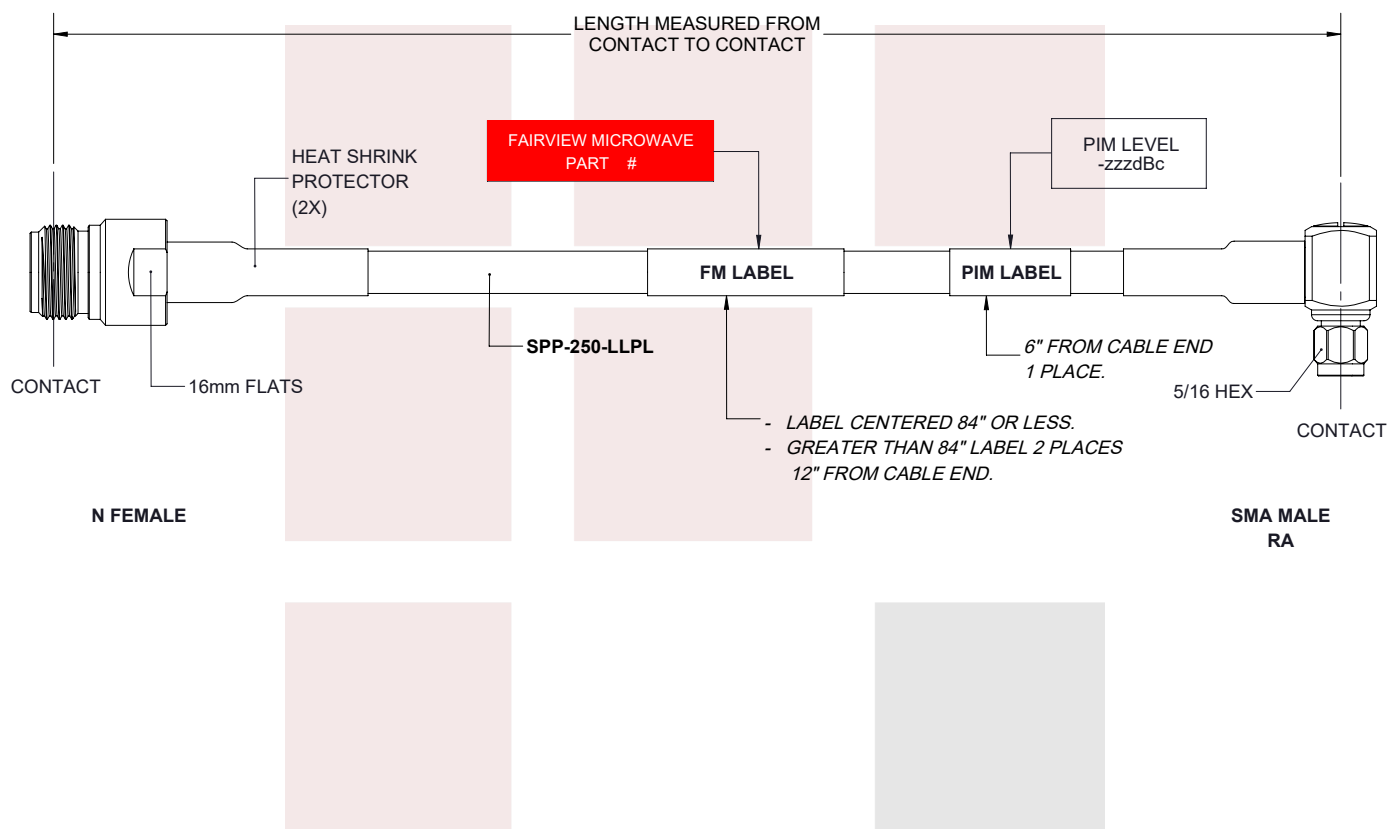 LENGTH MEASURED FROM
CONTACT TO CONTACT
HEAT SHRINK
PROTECTOR
(2X)
FAIRVIEW MICROWAVE
PART #
PIM LEVEL
-zzzdBc
FM LABEL
PIM LABEL
SPP-250-LLPL
6" FROM CABLE END
1 PLACE.
CONTACT
16mm FLATS
5/16 HEX
CONTACT
- LABEL CENTERED 84" OR LESS.
- GREATER THAN 84" LABEL 2 PLACES
12" FROM CABLE END.
N FEMALE
SMA MALE
RA